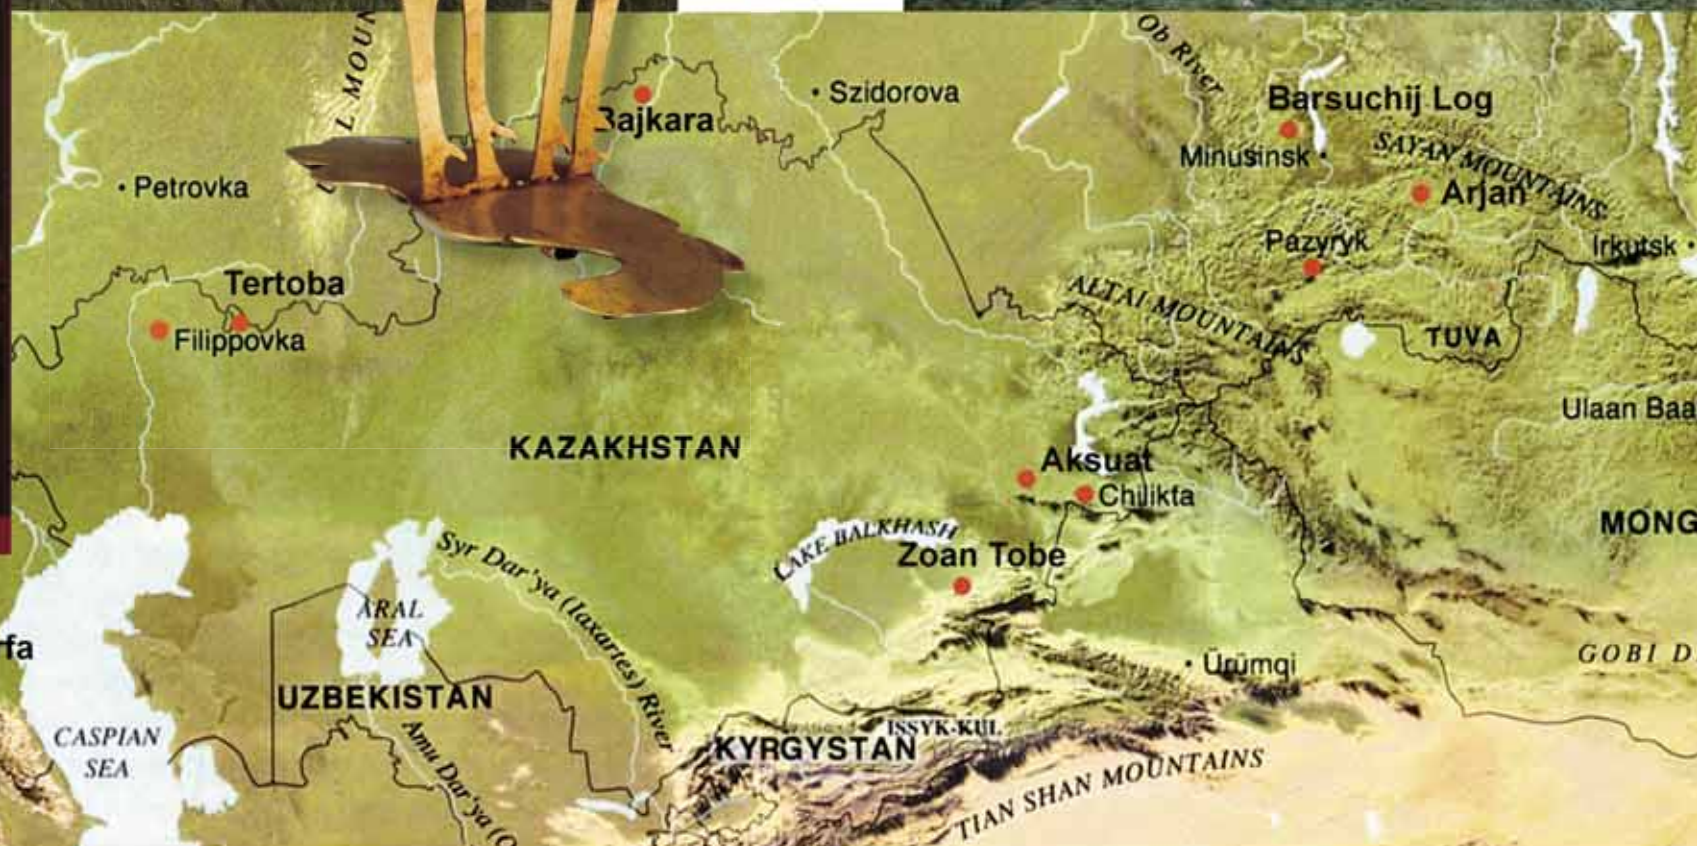 L MOUN
Ob River
Szidorova
Barsuchij Log
Bajkara
Minusinsk
SAYAN MOUNTAINS
Petrovka
Arjan
Pazyryk
Irkutsk
Tertoba
ALTAI MOUNTAINS
Filippovka
TUVA
Ulaan Baa
KAZAKHSTAN
Aksuat
Chilikta
MONG
LAKE BALKHASH
Syr Dar'ya (Iaxartes) River
Zoan Tobe
ARAL
SEA
rfa
Ürümqi
GOBI D
UZBEKISTAN
ISSYK-KUL
CASPIAN
SEA
KYRGYSTAN
Amu Dar'ya (O
TIAN SHAN MOUNTAINS